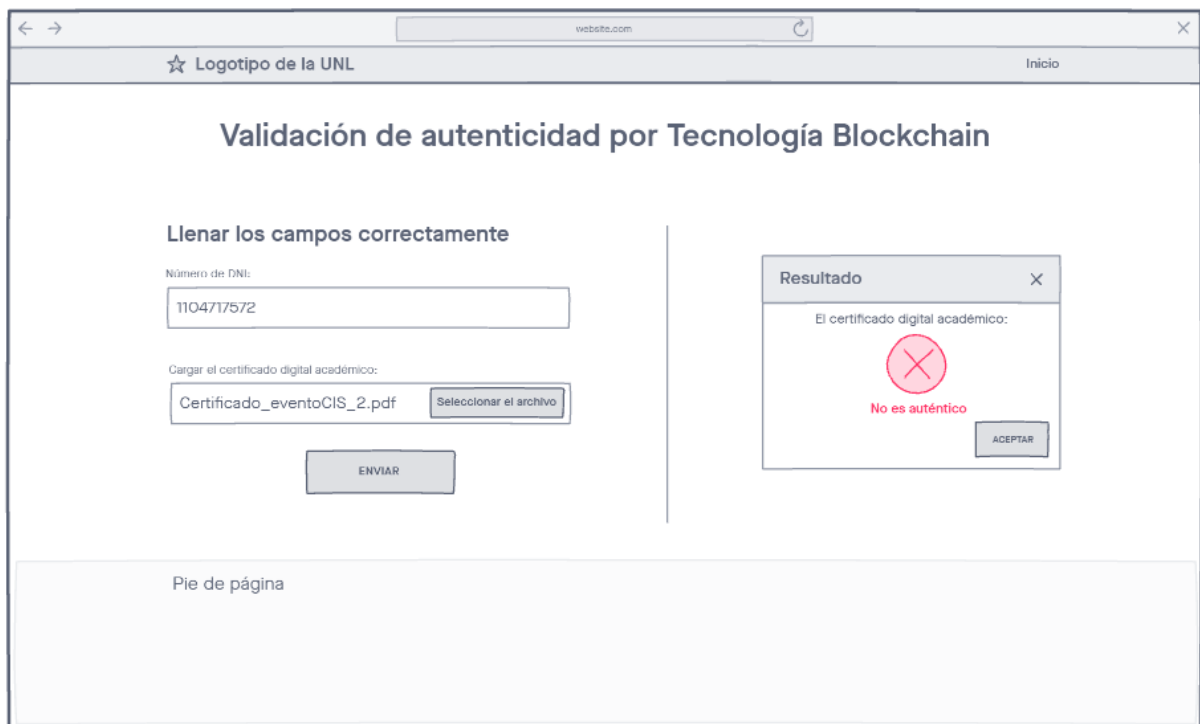 website.com
Logotipo de la UNL
Inicio
Validación de autenticidad por Tecnología Blockchain
Llenar los campos correctamente
Número de DNI:
1104717572
Cargar el certificado digital académico:
Certificado_eventoCIS_2.pdf
Seleccionar el archivo
ENVIAR
Resultado
El certificado digital académico:
No es auténtico
ACEPTAR
Pie de página